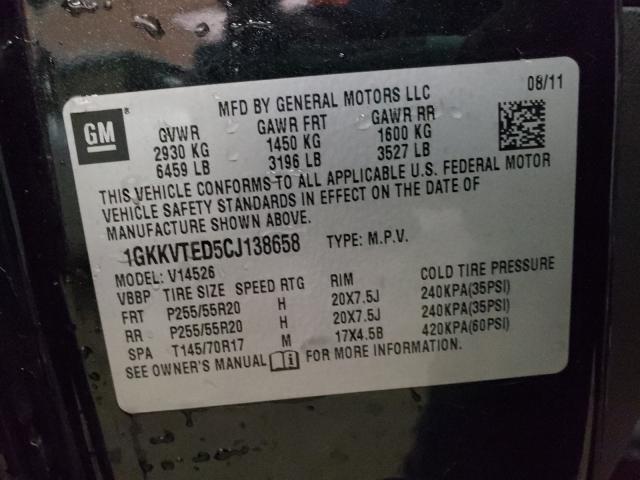 GM ®
MFD BY GENERAL MOTORS LLC 08/11
GVWR GAWR FRT GAWR RR
2930 KG 1450 KG 1600 KG
6459 LB 3196 LB 3527 LB
THIS VEHICLE CONFORMS TO ALL APPLICABLE U.S. FEDERAL MOTOR
VEHICLE SAFETY STANDARDS IN EFFECT ON THE DATE OF
MANUFACTURE SHOWN ABOVE.
1GKKVTED5CJ138658 TYPE: M.P.V.
MODEL: V14526
VBBP TIRE SIZE SPEED RTG RIM COLD TIRE PRESSURE
FRT P255/55R20 H 20X7.5J 240KPA(35PSI)
RR P255/55R20 H 20X7.5J 240KPA(35PSI)
SPA T145/70R17 M 17X4.5B 420KPA(60PSI)
SEE OWNER'S MANUAL FOR MORE INFORMATION.